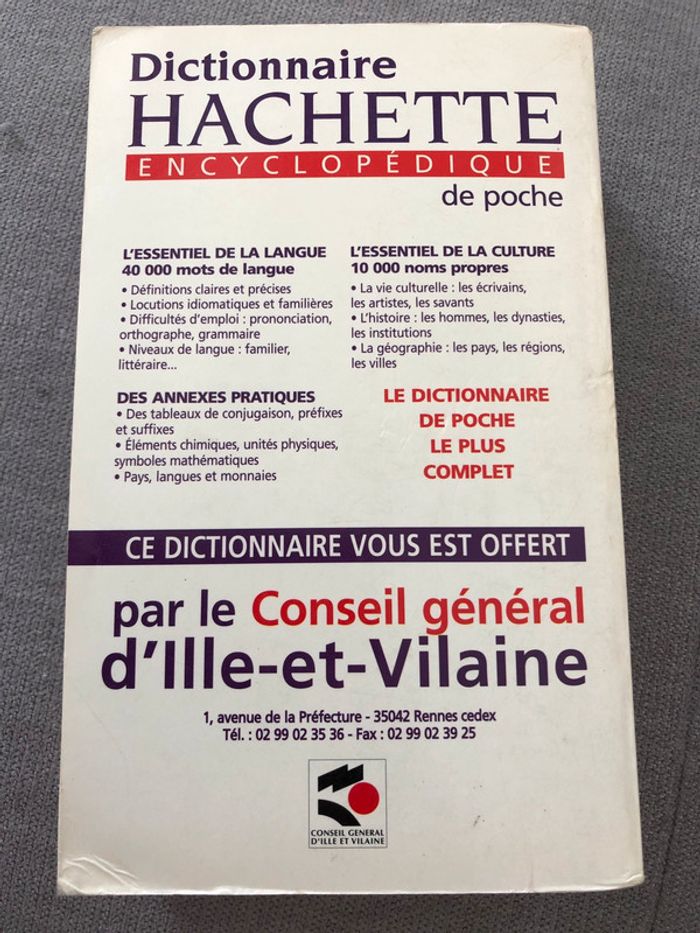 Dictionnaire
HACHETTE
ENCYCLOPÉDIQUE
de poche
L'ESSENTIEL DE LA LANGUE
40 000 mots de langue
• Définitions claires et précises
• Locutions idiomatiques et familières
• Difficultés d'emploi : prononciation,
orthographe, grammaire
• Niveaux de langue : familier,
littéraire...
L'ESSENTIEL DE LA CULTURE
10 000 noms propres
• La vie culturelle : les écrivains,
les artistes, les savants
• L'histoire : les hommes, les dynasties,
les institutions
• La géographie : les pays, les régions,
les villes
DES ANNEXES PRATIQUES
• Des tableaux de conjugaison, préfixes
et suffixes
• Éléments chimiques, unités physiques,
symboles mathématiques
• Pays, langues et monnaies
LE DICTIONNAIRE
DE POCHE
LE PLUS
COMPLET
CE DICTIONNAIRE VOUS EST OFFERT
par le Conseil général
d'Ille-et-Vilaine
1, avenue de la Préfecture - 35042 Rennes cedex
Tél. : 02 99 02 35 36 - Fax : 02 99 02 39 25
CONSEIL GENERAL
D'ILLE ET VILAINE